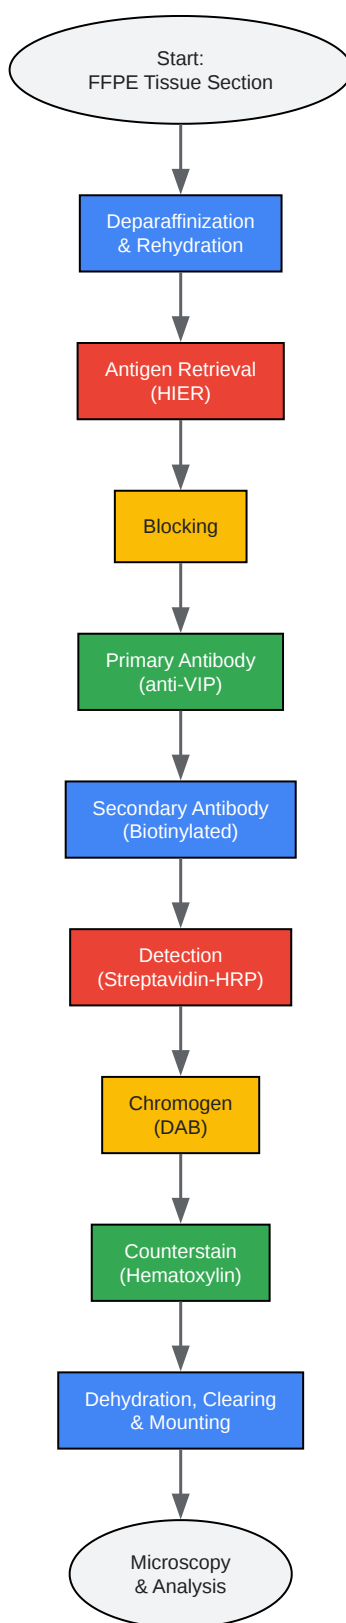 Start:
FFPE Tissue Section
Deparaffinization
& Rehydration
Antigen Retrieval
(HIER)
Blocking
Primary Antibody
(anti-VIP)
Secondary Antibody
(Biotinylated)
Detection
(Streptavidin-HRP)
Chromogen
(DAB)
Counterstain
(Hematoxylin)
Dehydration, Clearing
& Mounting
Microscopy
& Analysis